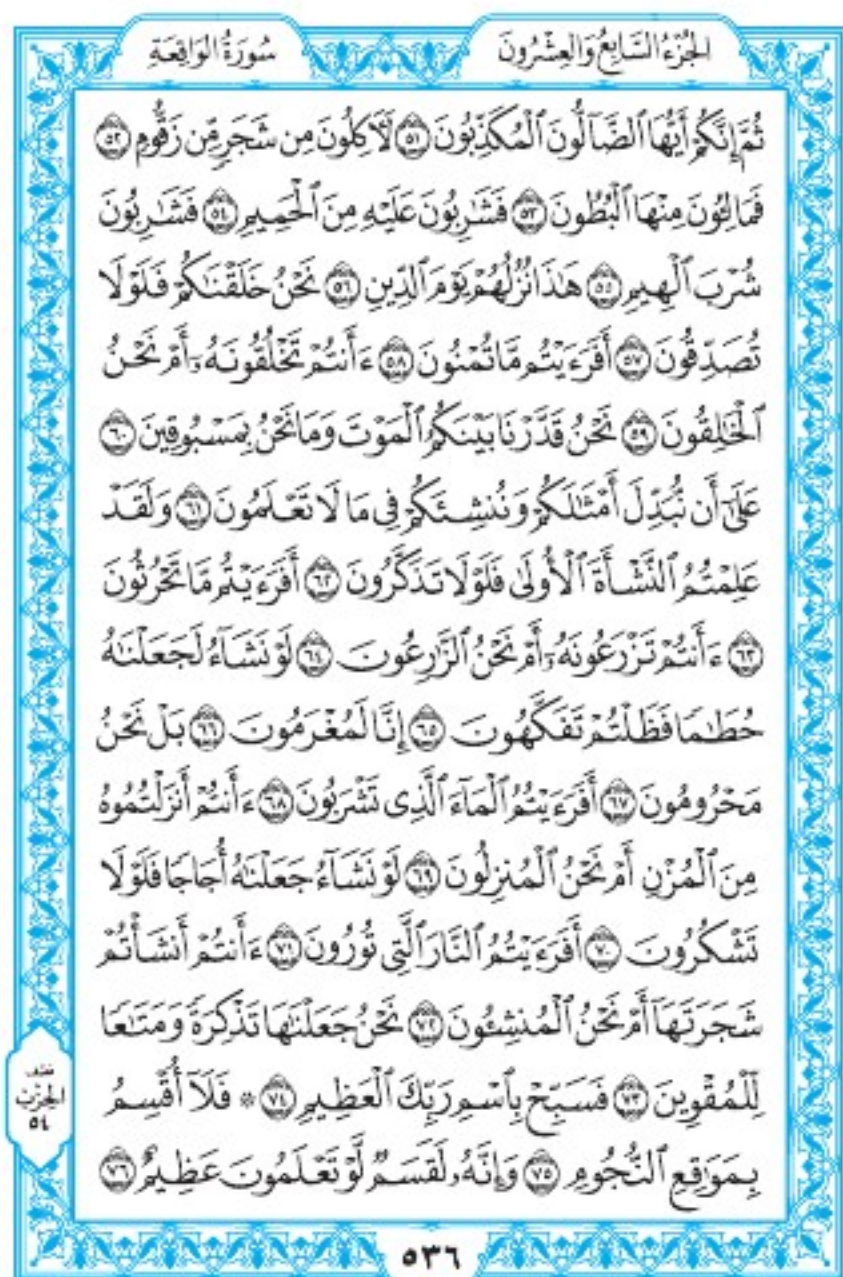 الجُزْءُ السَّابِعُ وَالعِشْرُونَ
سُورَةُ الوَاقِعَةِ
ثُمَّ إِنَّكُمْ أَيُّهَا ٱلضَّآلُّونَ ٱلْمُكَذِّبُونَ ٥١ لَأٓكِلُونَ مِن شَجَرٍ مِّن زَقُّومٍ ٥٢
فَمَالِـُٔونَ مِنْهَا ٱلْبُطُونَ ٥٣ فَشَٰرِبُونَ عَلَيْهِ مِنَ ٱلْحَمِيمِ ٥٤ فَشَٰرِبُونَ
شُرْبَ ٱلْهِيمِ ٥٥ هَٰذَا نُزُلُهُمْ يَوْمَ ٱلدِّينِ ٥٦ نَحْنُ خَلَقْنَٰكُمْ فَلَوْلَا
تُصَدِّقُونَ ٥٧ أَفَرَءَيْتُم مَّا تُمْنُونَ ٥٨ ءَأَنتُمْ تَخْلُقُونَهُۥٓ أَمْ نَحْنُ
ٱلْخَٰلِقُونَ ٥٩ نَحْنُ قَدَّرْنَا بَيْنَكُمُ ٱلْمَوْتَ وَمَا نَحْنُ بِمَسْبُوقِينَ ٦٠
عَلَىٰٓ أَن نُّبَدِّلَ أَمْثَٰلَكُمْ وَنُنشِئَكُمْ فِى مَا لَا تَعْلَمُونَ ٦١ وَلَقَدْ
عَلِمْتُمُ ٱلنَّشْأَةَ ٱلْأُولَىٰ فَلَوْلَا تَذَكَّرُونَ ٦٢ أَفَرَءَيْتُم مَّا تَحْرُثُونَ
٦٣ ءَأَنتُمْ تَزْرَعُونَهُۥٓ أَمْ نَحْنُ ٱلزَّٰرِعُونَ ٦٤ لَوْ نَشَآءُ لَجَعَلْنَٰهُ
حُطَٰمًا فَظَلْتُمْ تَفَكَّهُونَ ٦٥ إِنَّا لَمُغْرَمُونَ ٦٦ بَلْ نَحْنُ
مَحْرُومُونَ ٦٧ أَفَرَءَيْتُمُ ٱلْمَآءَ ٱلَّذِى تَشْرَبُونَ ٦٨ ءَأَنتُمْ أَنزَلْتُمُوهُ
مِنَ ٱلْمُزْنِ أَمْ نَحْنُ ٱلْمُنزِلُونَ ٦٩ لَوْ نَشَآءُ جَعَلْنَٰهُ أُجَاجًا فَلَوْلَا
تَشْكُرُونَ ٧٠ أَفَرَءَيْتُمُ ٱلنَّارَ ٱلَّتِى تُورُونَ ٧١ ءَأَنتُمْ أَنشَأْتُمْ
شَجَرَتَهَآ أَمْ نَحْنُ ٱلْمُنشِـُٔونَ ٧٢ نَحْنُ جَعَلْنَٰهَا تَذْكِرَةً وَمَتَٰعًا
لِّلْمُقْوِينَ ٧٣ فَسَبِّحْ بِٱسْمِ رَبِّكَ ٱلْعَظِيمِ ٧٤ ۞ فَلَآ أُقْسِمُ
بِمَوَٰقِعِ ٱلنُّجُومِ ٧٥ وَإِنَّهُۥ لَقَسَمٌ لَّوْ تَعْلَمُونَ عَظِيمٌ ٧٦
الحِزْبِ
٥٤
٥٣٦